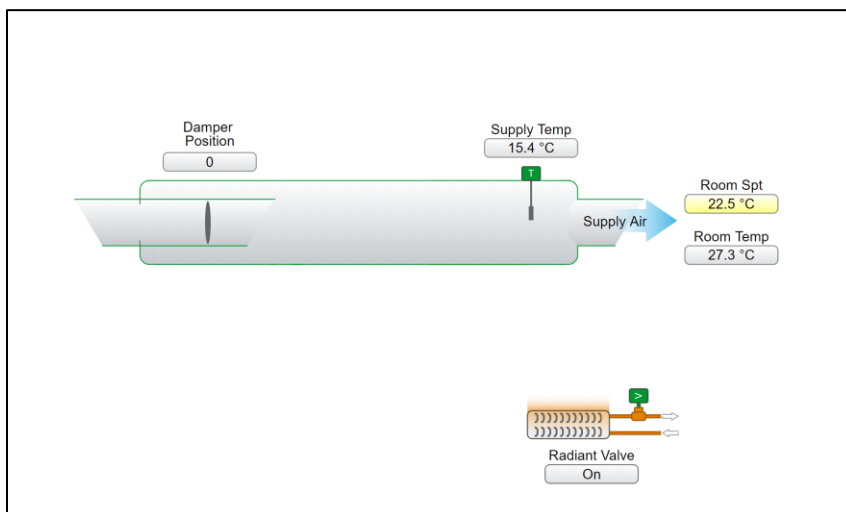 Damper
Position
0
Supply Temp
15.4 °C
T
Supply Air
Room Spt
22.5 °C
Room Temp
27.3 °C
>
Radiant Valve
On